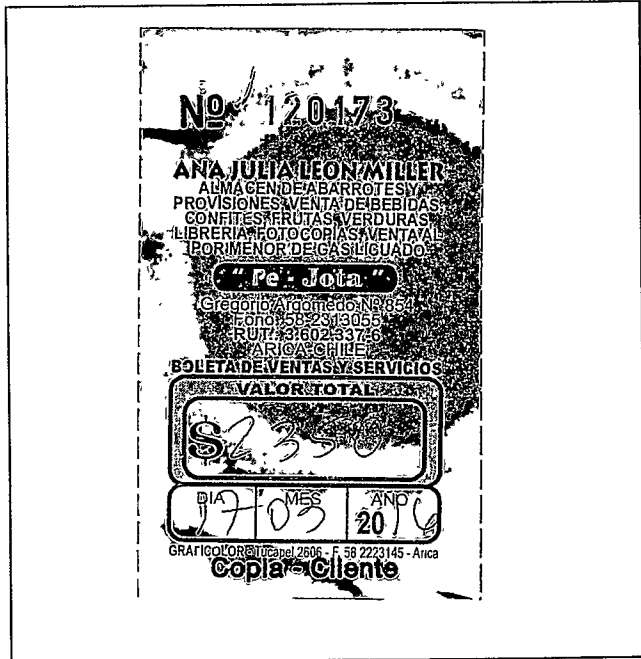 Nº 120173
ANA JULIA LEON MILLER
ALMACEN DE ABARROTES Y
PROVISIONES, VENTA DE BEBIDAS
CONFITES, FRUTAS, VERDURAS
LIBRERIA, FOTOCOPIAS, VENTA AL
POR MENOR DE GAS LICUADO
" Pe - Jota "
Gregorio Argomedo Nº 854
Fono: 58-2313055
RUT.: 3.602.337-6
ARICA-CHILE
BOLETA DE VENTAS Y SERVICIOS
VALOR TOTAL
$ 2350
DIA MES AÑO
17 03 2016
GRAFICOLOR - Tucapel 2606 - F. 58 2223145 - Arica
Copia - Cliente